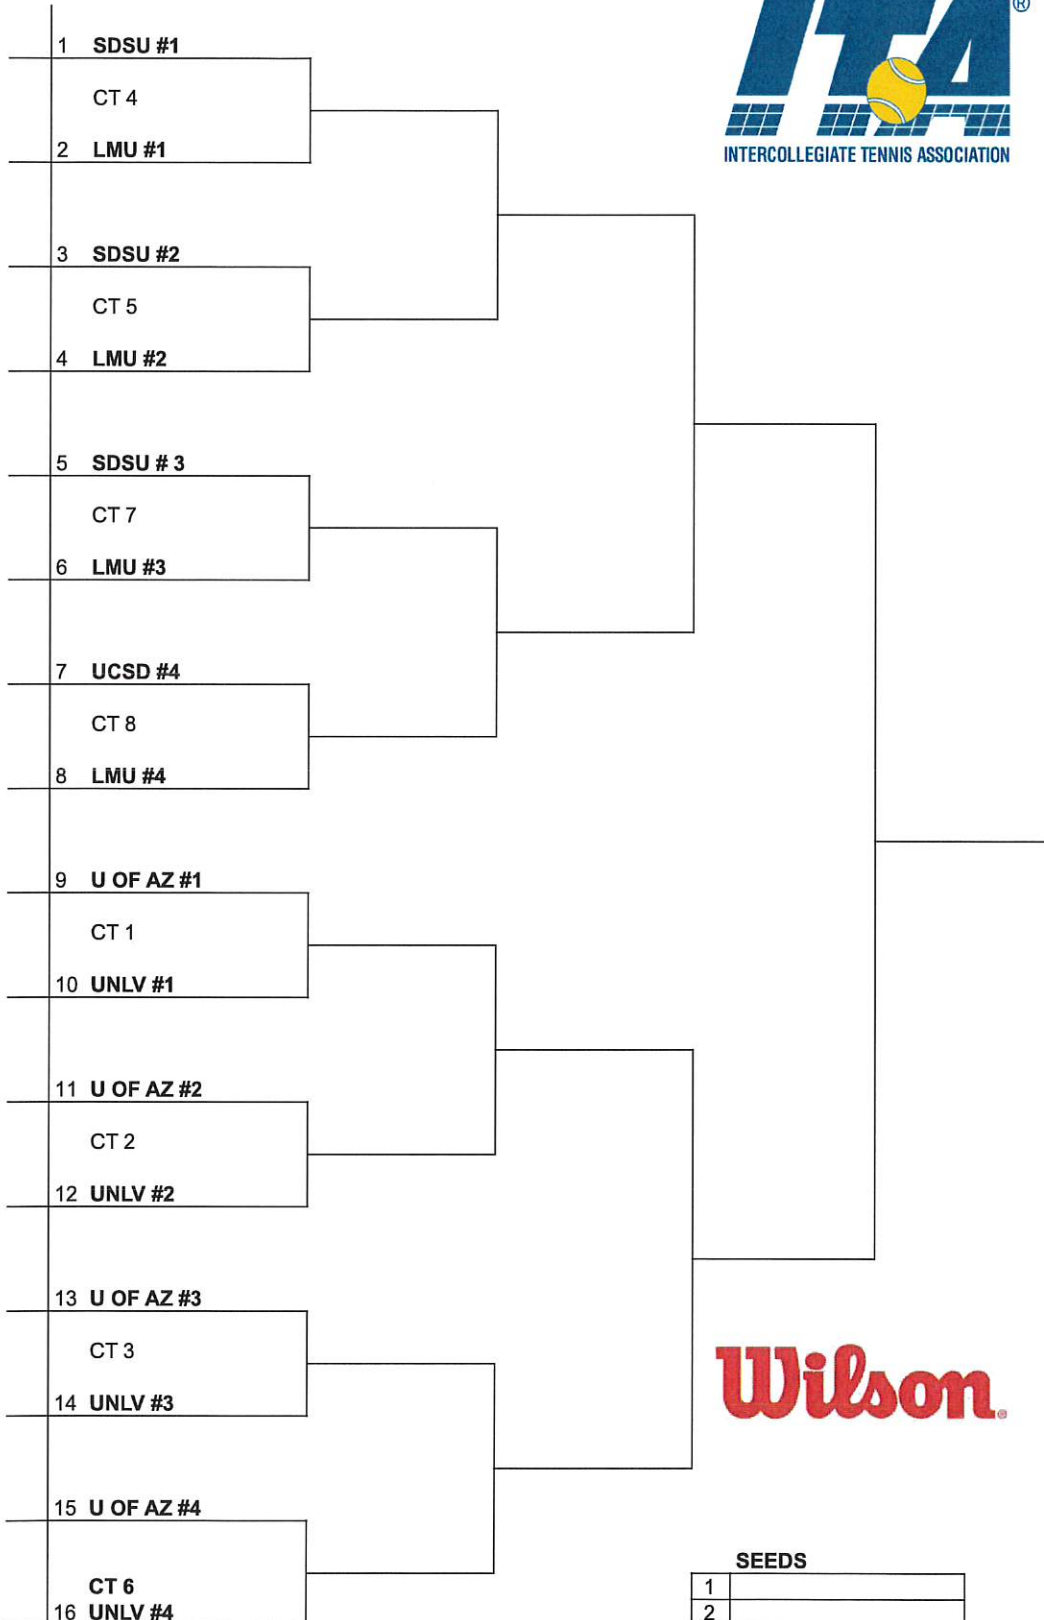 ITA®
INTERCOLLEGIATE TENNIS ASSOCIATION
1 SDSU #1
CT 4
2 LMU #1
3 SDSU #2
CT 5
4 LMU #2
5 SDSU # 3
CT 7
6 LMU #3
7 UCSD #4
CT 8
8 LMU #4
9 U OF AZ #1
CT 1
10 UNLV #1
11 U OF AZ #2
CT 2
12 UNLV #2
13 U OF AZ #3
CT 3
14 UNLV #3
Wilson®
15 U OF AZ #4
CT 6
16 UNLV #4
SEEDS
1
2